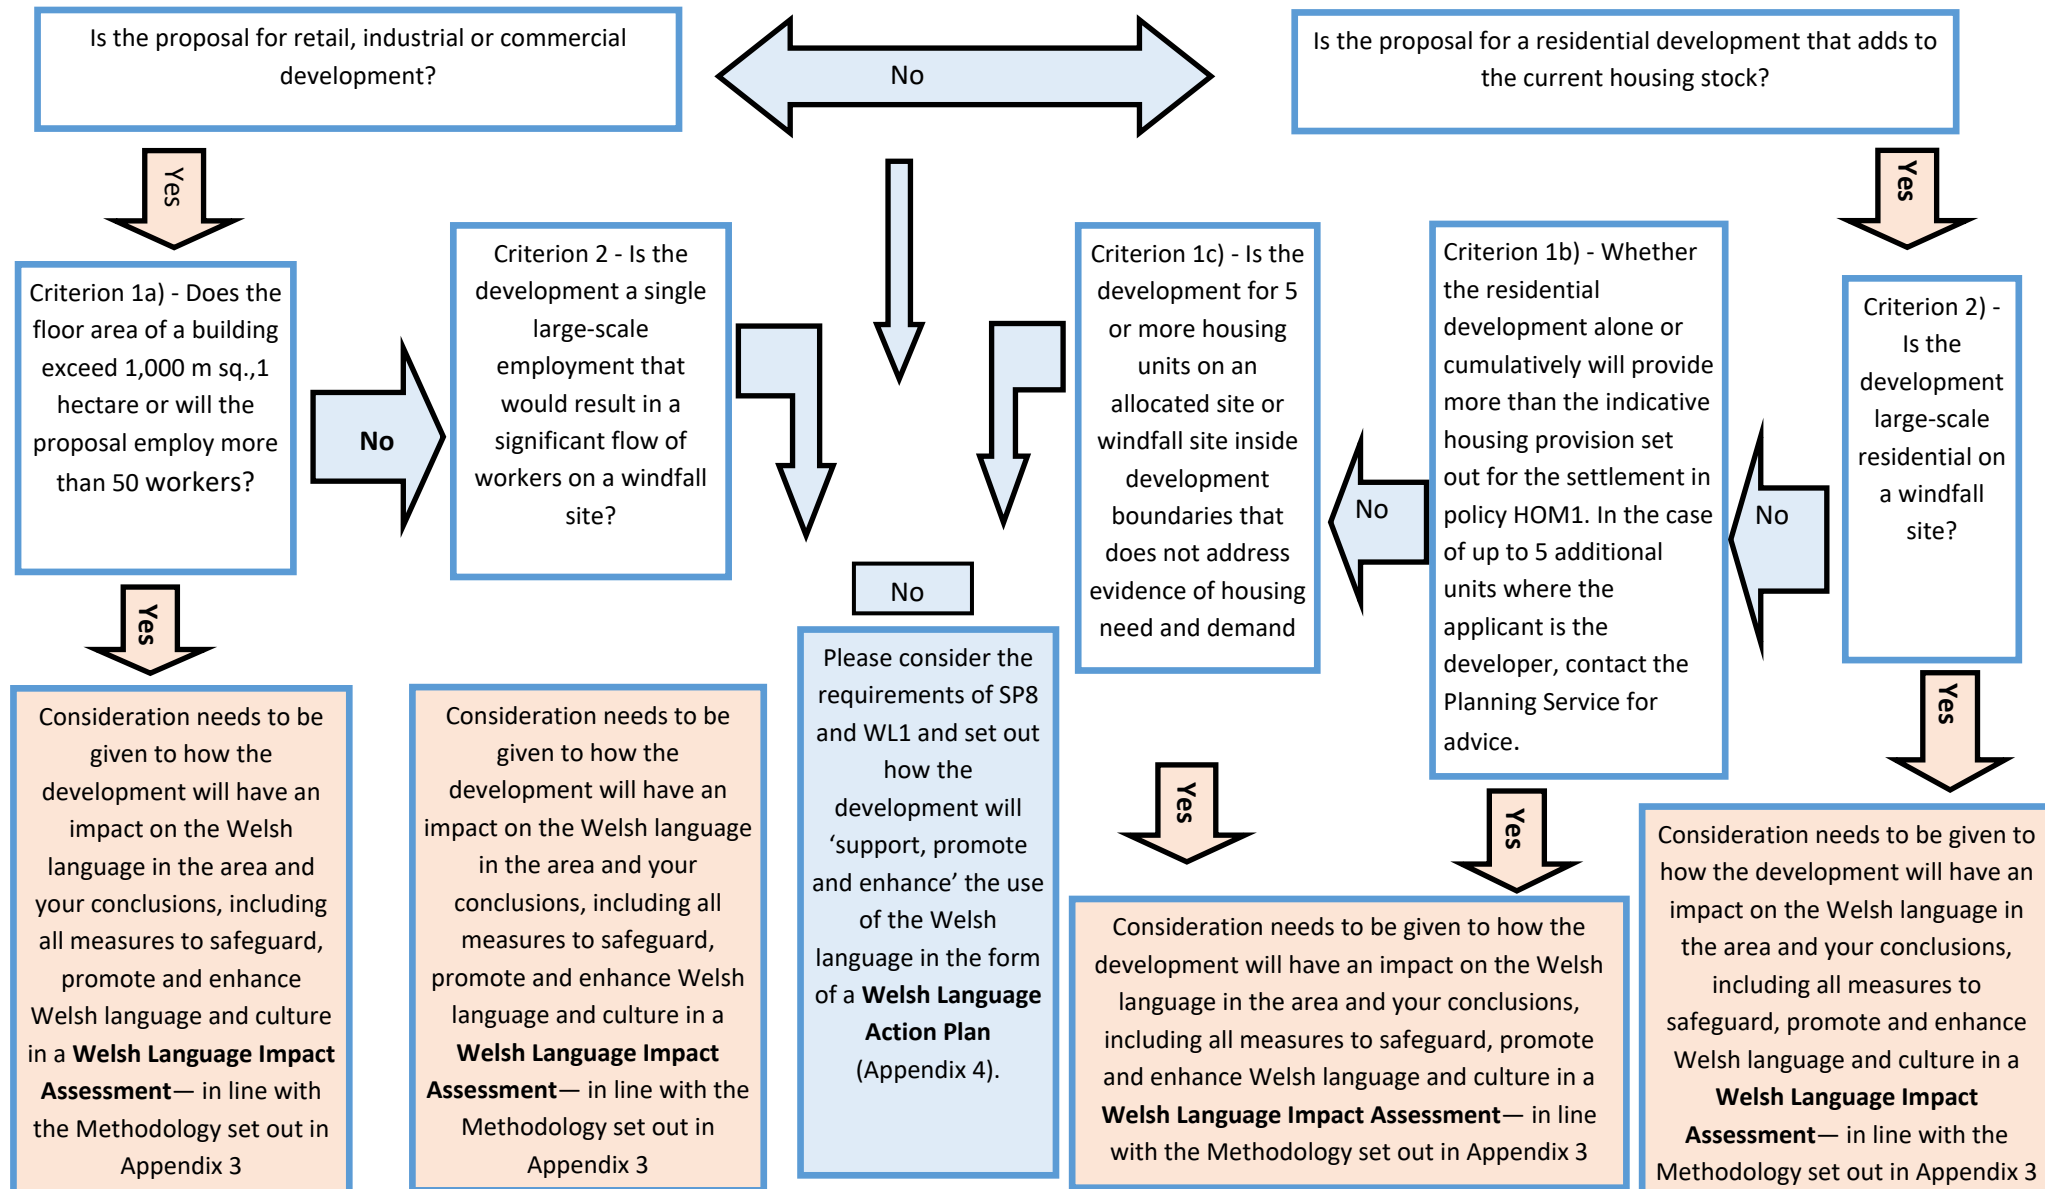 Is the proposal for retail, industrial or commercial
development?
No
Is the proposal for a residential development that adds to
the current housing stock?
Yes
Yes
Criterion 1a) - Does the
floor area of a building
exceed 1,000 m sq.,1
hectare or will the
proposal employ more
than 50 workers?
No
Criterion 2 - Is the
development a single
large-scale
employment that
would result in a
significant flow of
workers on a windfall
site?
Criterion 1c) - Is the
development for 5
or more housing
units on an
allocated site or
windfall site inside
development
boundaries that
does not address
evidence of housing
need and demand
No
Criterion 1b) - Whether
the residential
development alone or
cumulatively will provide
more than the indicative
housing provision set
out for the settlement in
policy HOM1. In the case
of up to 5 additional
units where the
applicant is the
developer, contact the
Planning Service for
advice.
No
Criterion 2) -
Is the
development
large-scale
residential on
a windfall
site?
Yes
No
Yes
Yes
Yes
Consideration needs to be
given to how the
development will have an
impact on the Welsh
language in the area and
your conclusions, including
all measures to safeguard,
promote and enhance
Welsh language and culture
in a Welsh Language Impact
Assessment— in line with
the Methodology set out in
Appendix 3
Consideration needs to be
given to how the
development will have an
impact on the Welsh language
in the area and your
conclusions, including all
measures to safeguard,
promote and enhance Welsh
language and culture in a
Welsh Language Impact
Assessment— in line with the
Methodology set out in
Appendix 3
Please consider the
requirements of SP8
and WL1 and set out
how the
development will
‘support, promote
and enhance’ the use
of the Welsh
language in the form
of a Welsh Language
Action Plan
(Appendix 4).
Consideration needs to be given to how the
development will have an impact on the Welsh
language in the area and your conclusions,
including all measures to safeguard, promote
and enhance Welsh language and culture in a
Welsh Language Impact Assessment— in line
with the Methodology set out in Appendix 3
Consideration needs to be given to
how the development will have an
impact on the Welsh language in
the area and your conclusions,
including all measures to
safeguard, promote and enhance
Welsh language and culture in a
Welsh Language Impact
Assessment— in line with the
Methodology set out in Appendix 3